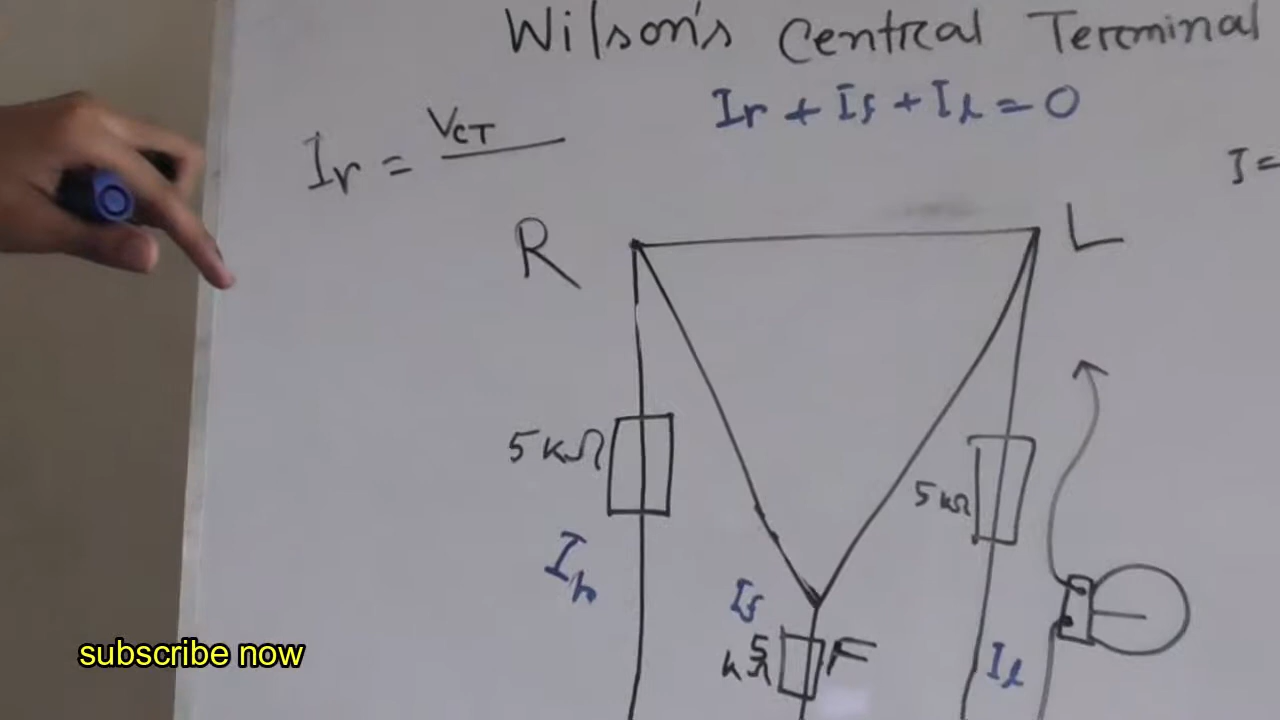 Wilson's Central Terminal
Ir + If + Il = 0
Ir = VCT
I =
R
L
5kΩ
5kΩ
Ir
If
5
kΩ
F
Il
subscribe now